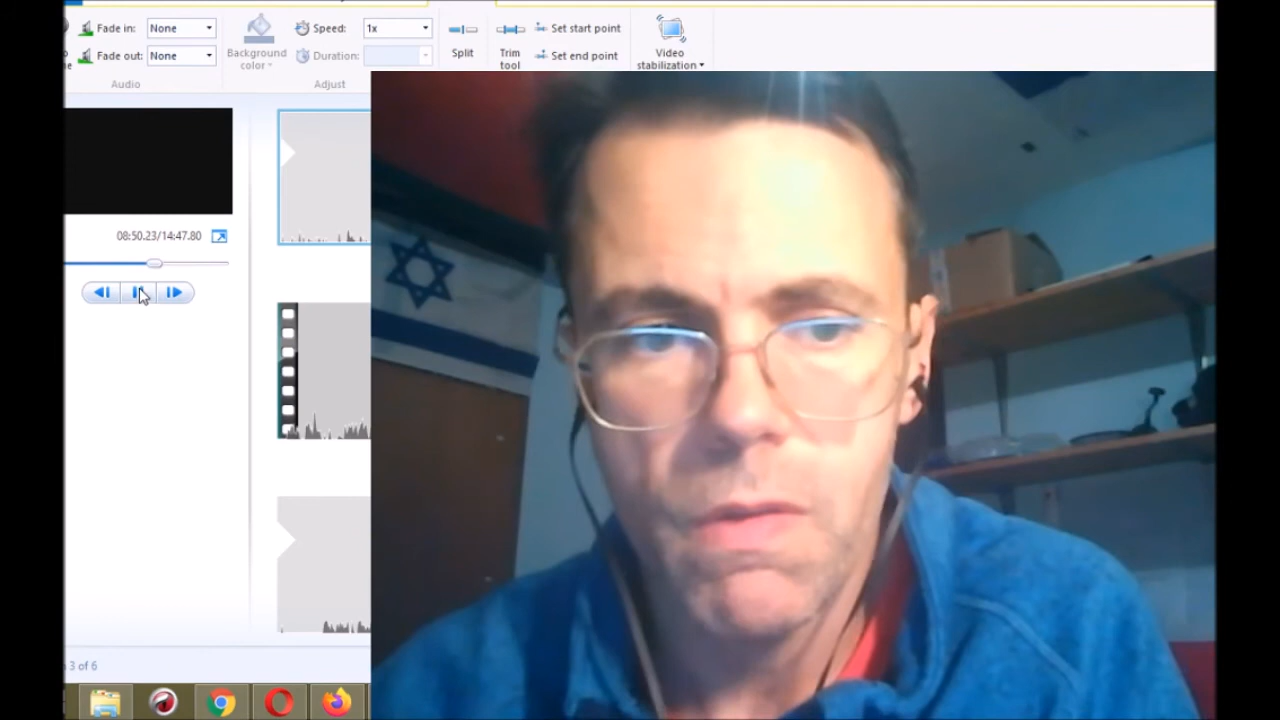 Fade in: None Speed: 1x Set start point
Fade out: None Background color Duration: Split Trim tool Set end point Video stabilization
Audio Adjust
08:50.23/14:47.80
3 of 6